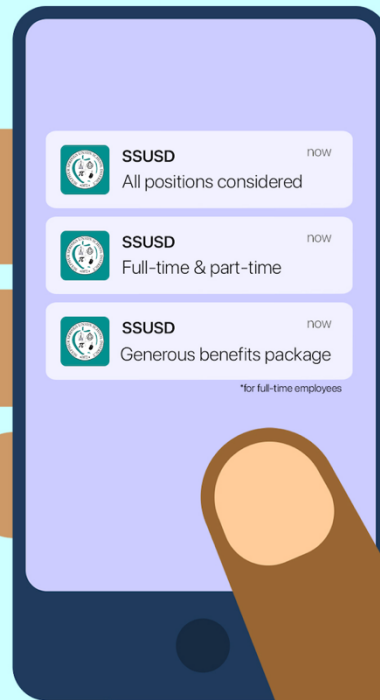 SSUSD
now
All positions considered
SSUSD
now
Full-time & part-time
SSUSD
now
Generous benefits package
*for full-time employees